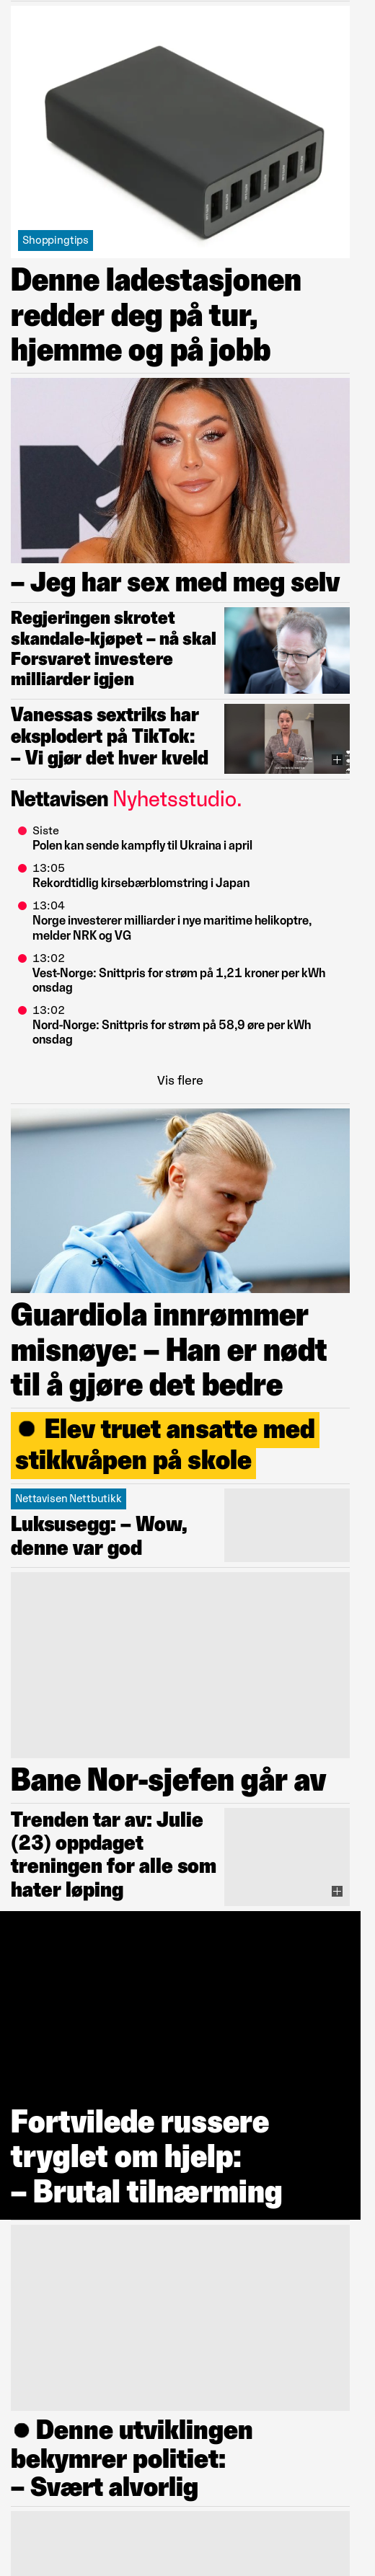 Shoppingtips
Denne ladestasjonen
redder deg på tur,
hjemme og på jobb
– Jeg har sex med meg selv
Regjeringen skrotet
skandale-kjøpet – nå skal
Forsvaret investere
milliarder igjen
Vanessas sextriks har
eksplodert på TikTok:
– Vi gjør det hver kveld
Nettavisen Nyhetsstudio.
Siste
Polen kan sende kampfly til Ukraina i april
13:05
Rekordtidlig kirsebærblomstring i Japan
13:04
Norge investerer milliarder i nye maritime helikoptre,
melder NRK og VG
13:02
Vest-Norge: Snittpris for strøm på 1,21 kroner per kWh
onsdag
13:02
Nord-Norge: Snittpris for strøm på 58,9 øre per kWh
onsdag
Vis flere
Guardiola innrømmer
misnøye: – Han er nødt
til å gjøre det bedre
Elev truet ansatte med
stikkvåpen på skole
Nettavisen Nettbutikk
Luksusegg: – Wow,
denne var god
Bane Nor-sjefen går av
Trenden tar av: Julie
(23) oppdaget
treningen for alle som
hater løping
Fortvilede russere
tryglet om hjelp:
– Brutal tilnærming
Denne utviklingen
bekymrer politiet:
– Svært alvorlig